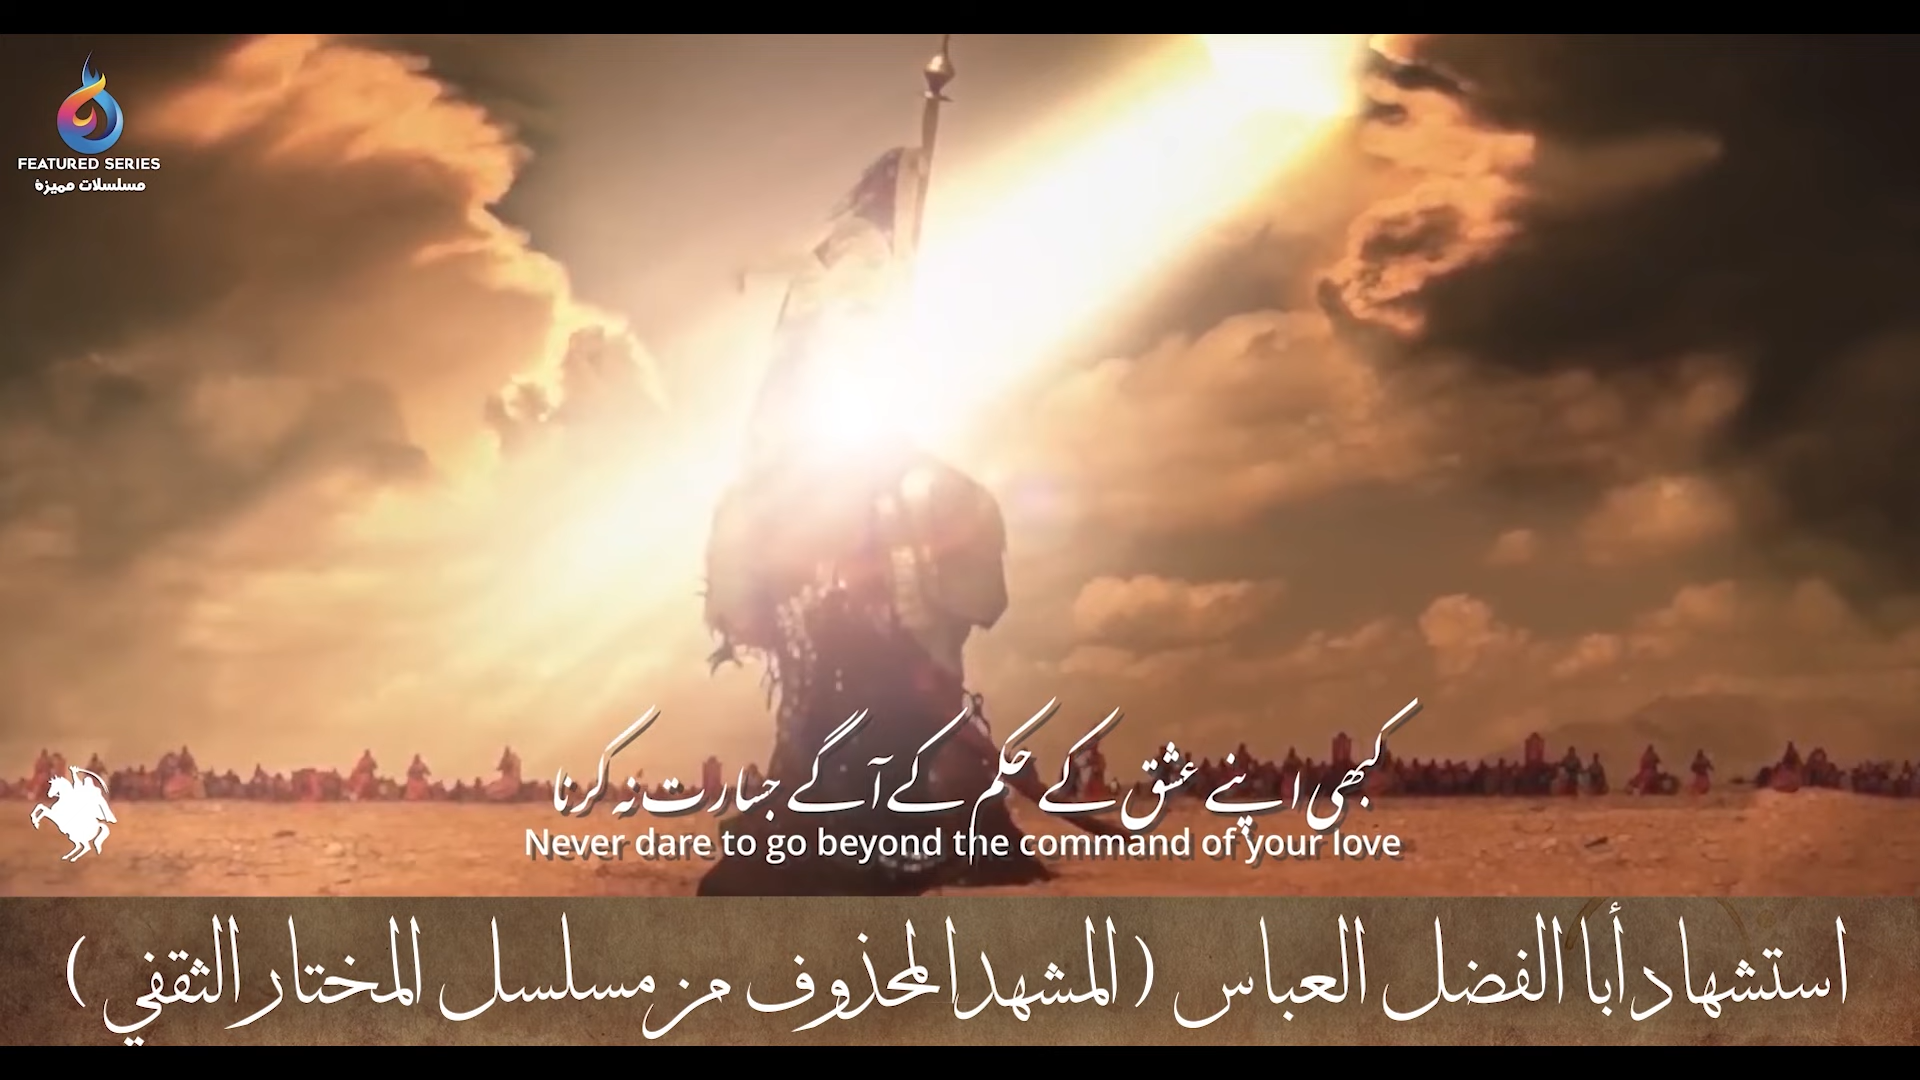 FEATURED SERIES
مسلسلات مميزة
کبھی اپنے عشق کے حکم کے آگے جسارت نہ کرنا
Never dare to go beyond the command of your love
استشهاد أبا الفضل العباس (المشهد المحذوف من مسلسل المختار الثقفي)